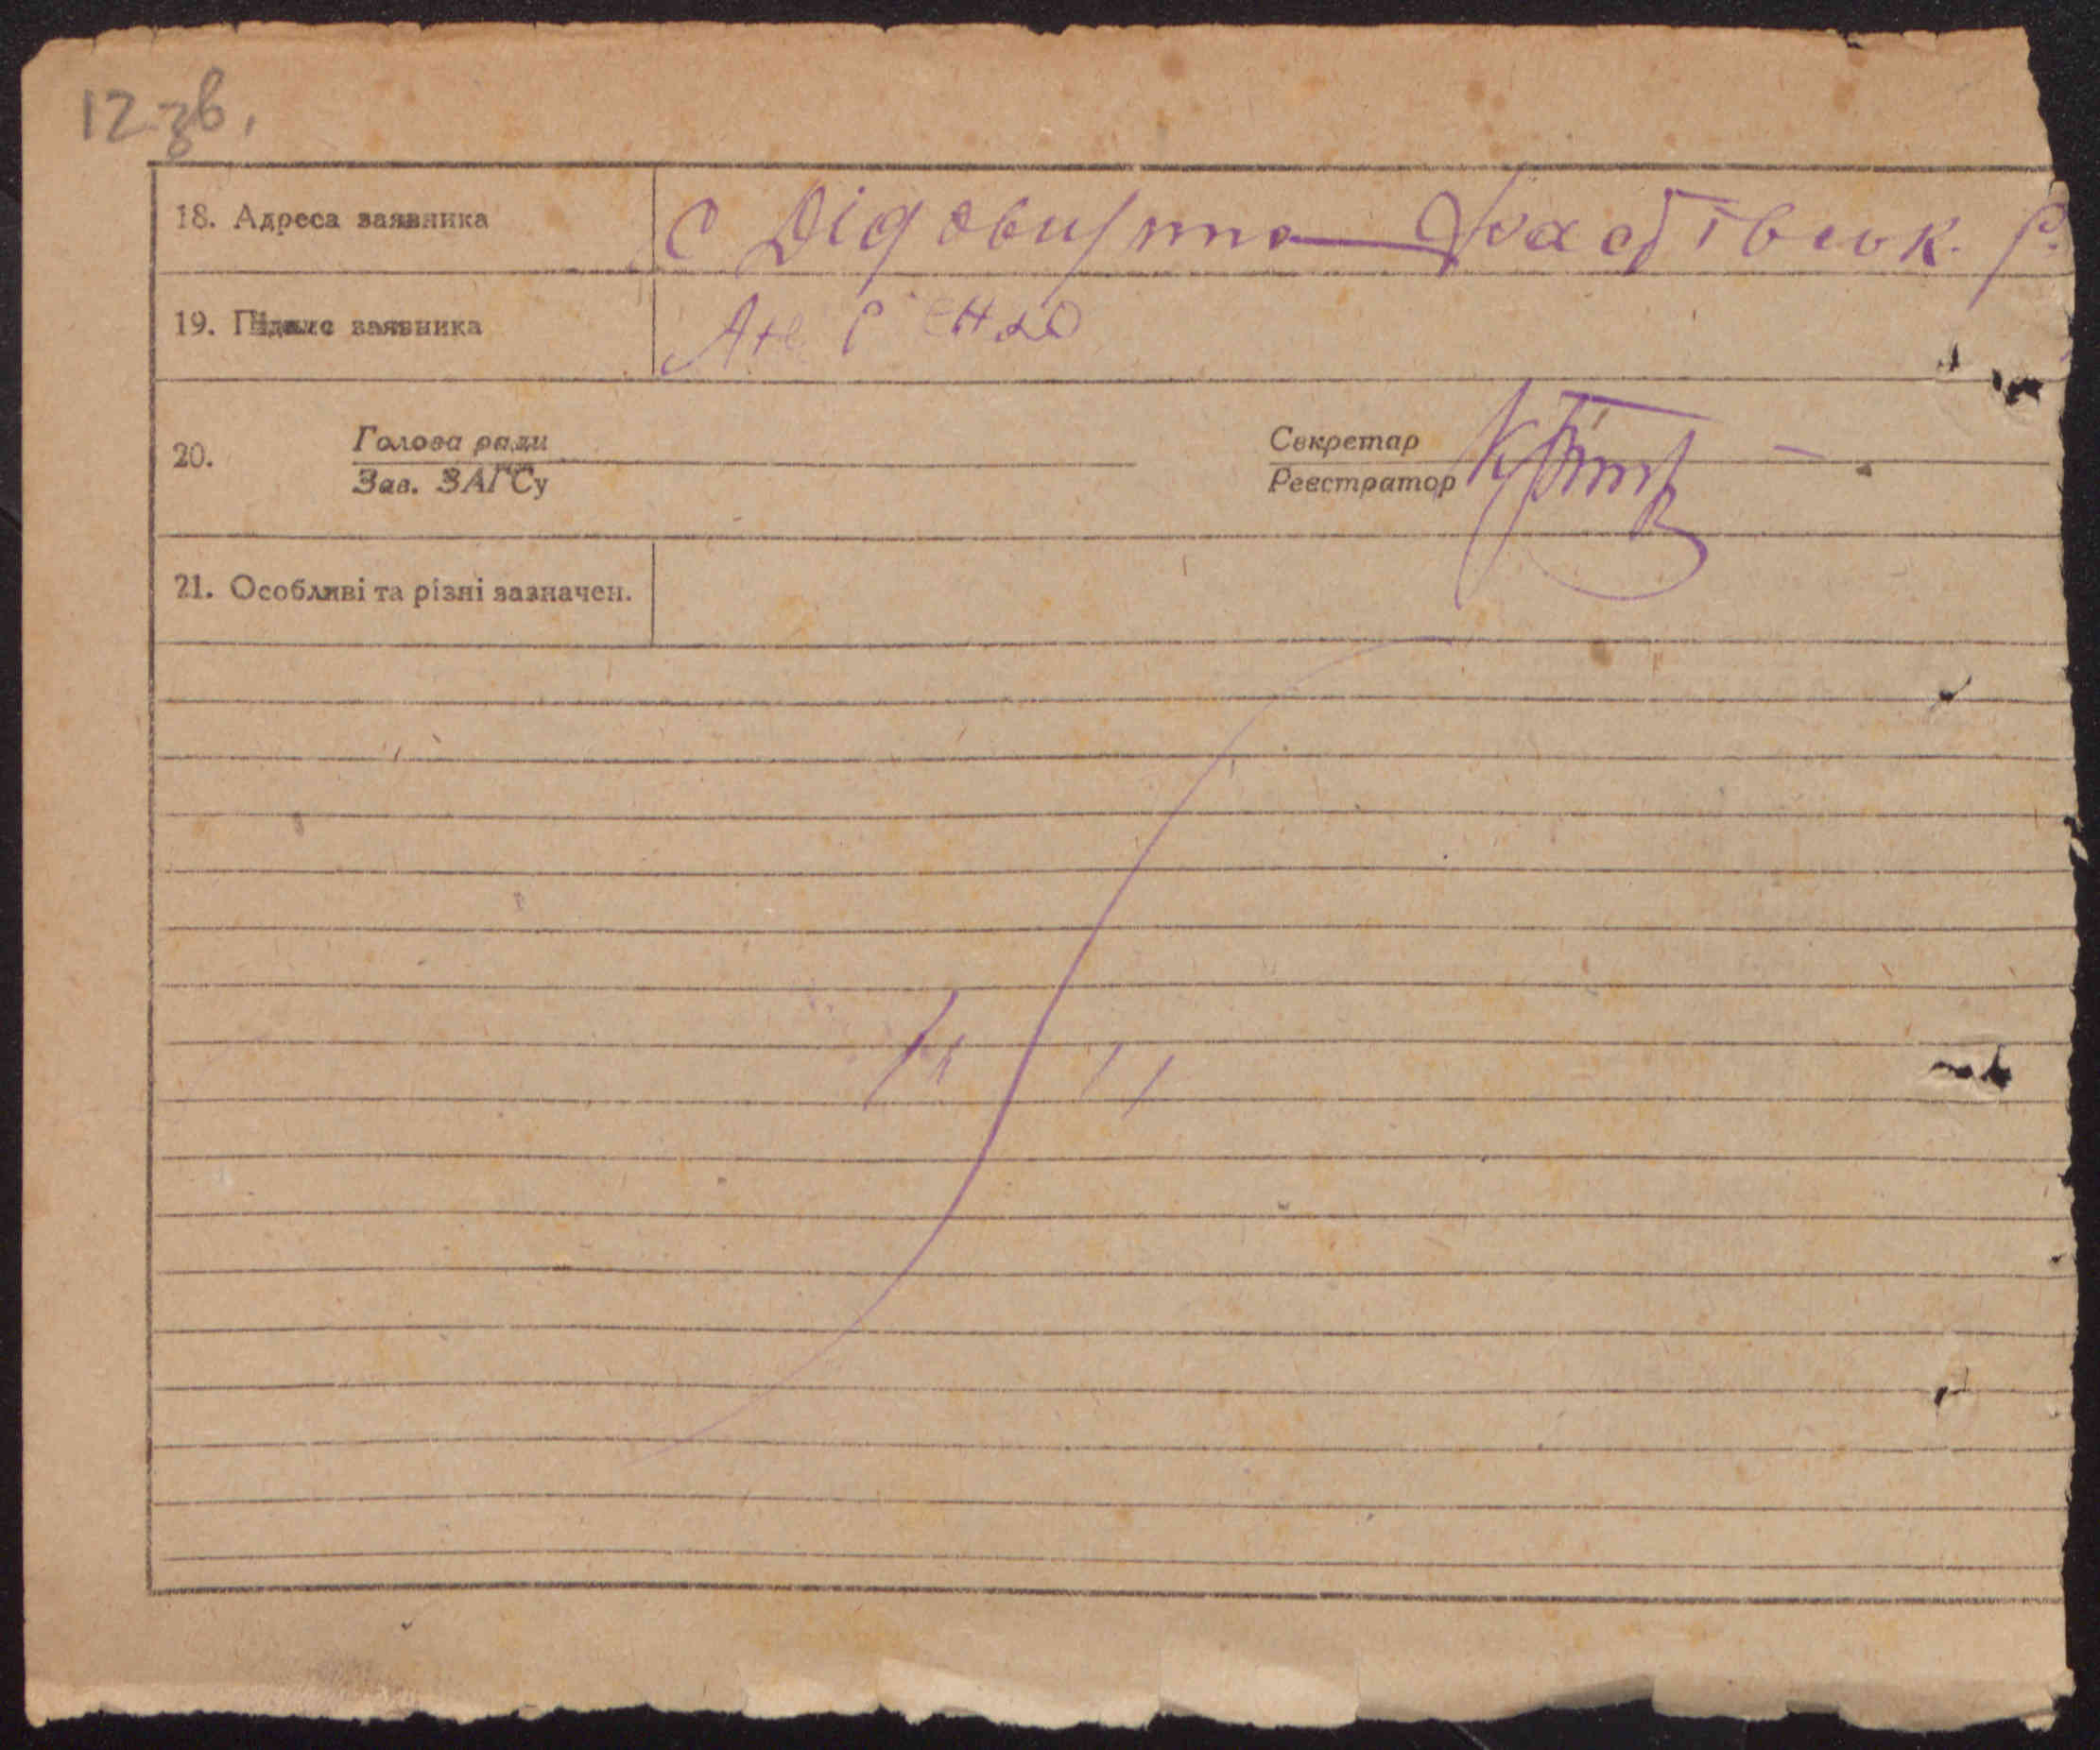 12 зв.
18. Адреса заявника С Дідовищна Фастівськ. р.
19. Підпис заявника
20. Голова ради Секретар
Зав. ЗАГСу Реєстратор
21. Особливі та різні зазначен.